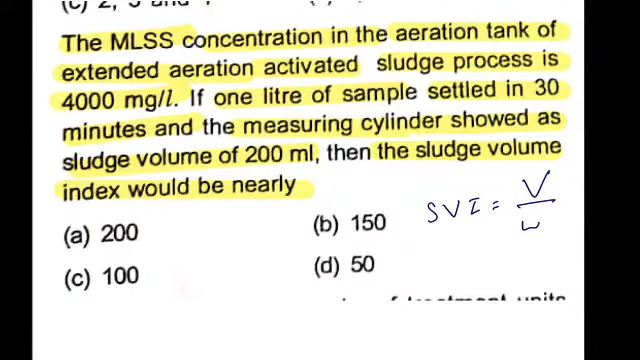 The MLSS concentration in the aeration tank of
extended aeration activated sludge process is
4000 mg/l. If one litre of sample settled in 30
minutes and the measuring cylinder showed as
sludge volume of 200 ml, then the sludge volume
index would be nearly
SVI = V
w
(a) 200 (b) 150
(c) 100 (d) 50